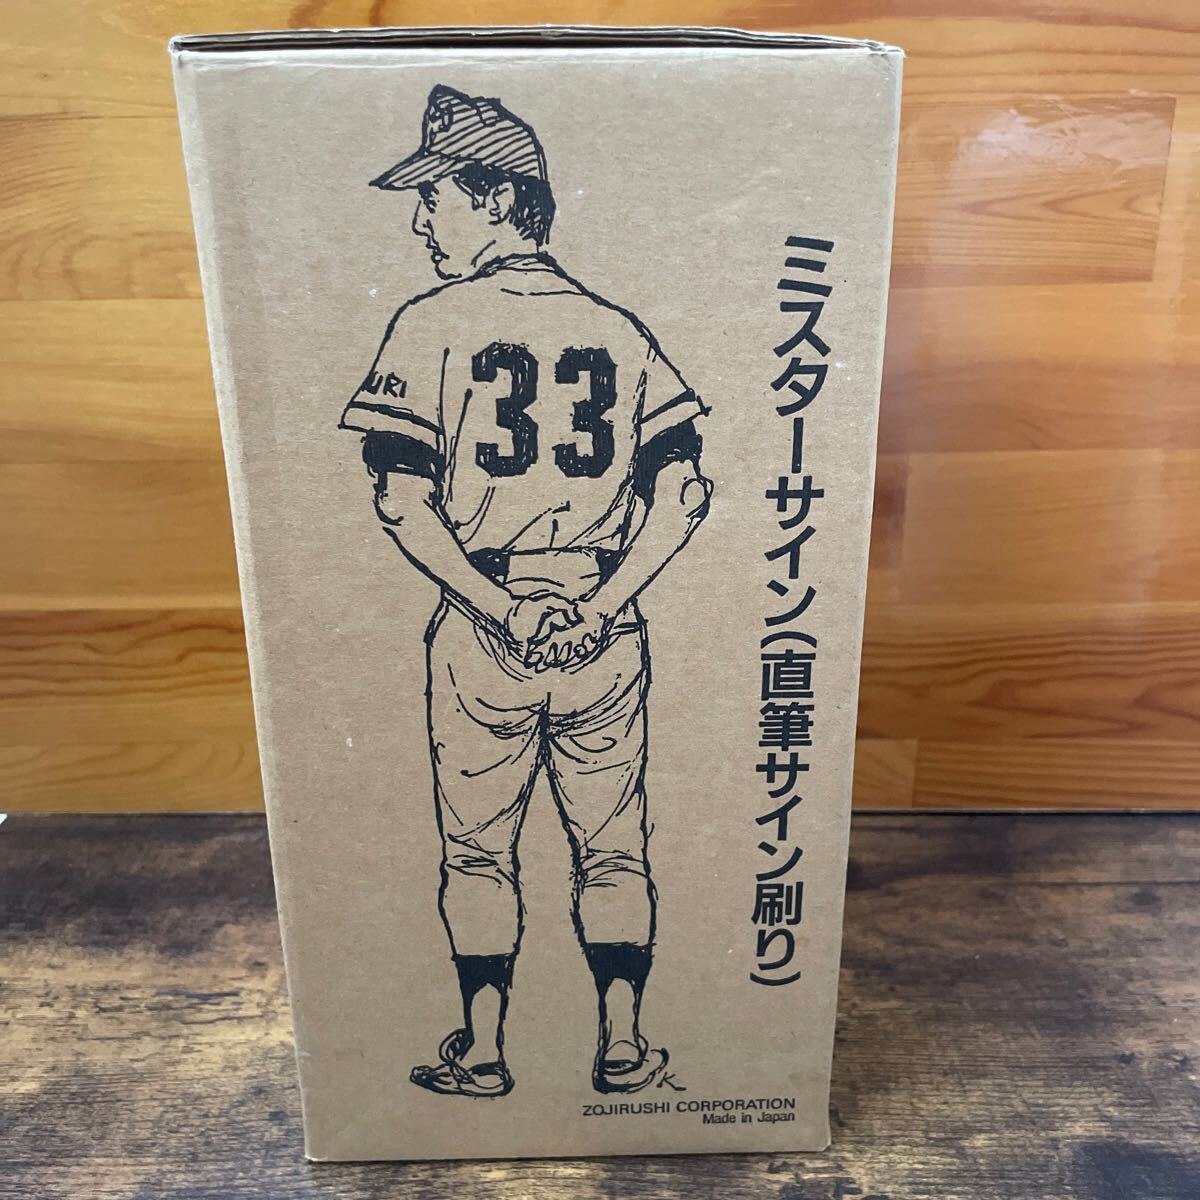 ミスターサイン(直筆サイン刷り)
33
URI
K
ZOJIRUSHI CORPORATION
Made in Japan